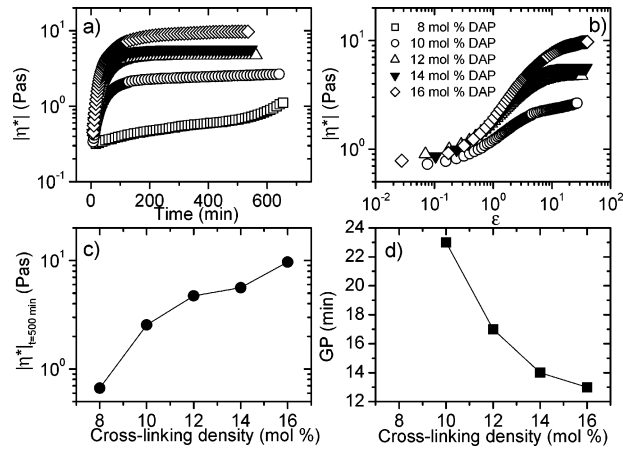 a)
|η*| (Pas)
10¹
10⁰
10⁻¹
0 200 400 600
Time (min)
b)
8 mol % DAP
10 mol % DAP
12 mol % DAP
14 mol % DAP
16 mol % DAP
|η*| (Pas)
10¹
10⁰
10⁻² 10⁻¹ 10⁰ 10¹ 10²
ε
c)
|η*|t=500 min (Pas)
10¹
10⁰
8 10 12 14 16
Cross-linking density (mol %)
d)
GP (min)
24
22
20
18
16
14
12
8 10 12 14 16
Cross-linking density (mol %)